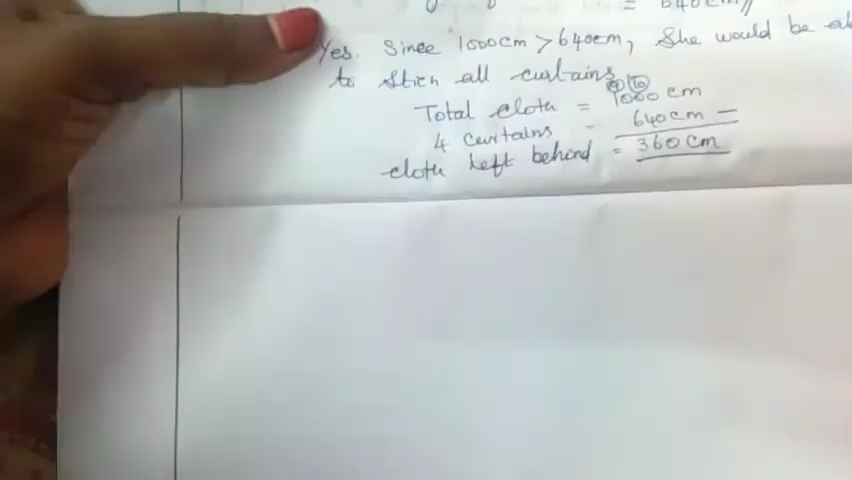 = 640cm//
Yes. Since 1000cm > 640cm, She would be
to stich all curtains
Total cloth = 1000 cm
4 curtains - 640cm -
cloth left behind = 360 cm